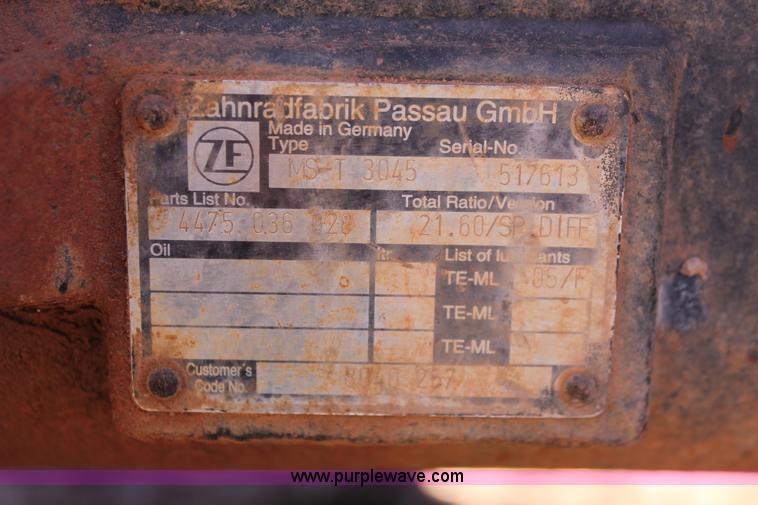 Zahnradfabrik Passau GmbH
ZF
Made in Germany
Type Serial-No.
MS-T 3045 517613
Parts List No. Total Ratio/Version
4475 036 028 21.60/SP.DIFF
Oil ltr. List of lubricants
TE-ML 05/F
TE-ML
TE-ML
Customer's
Code No. 257
www.purplewave.com